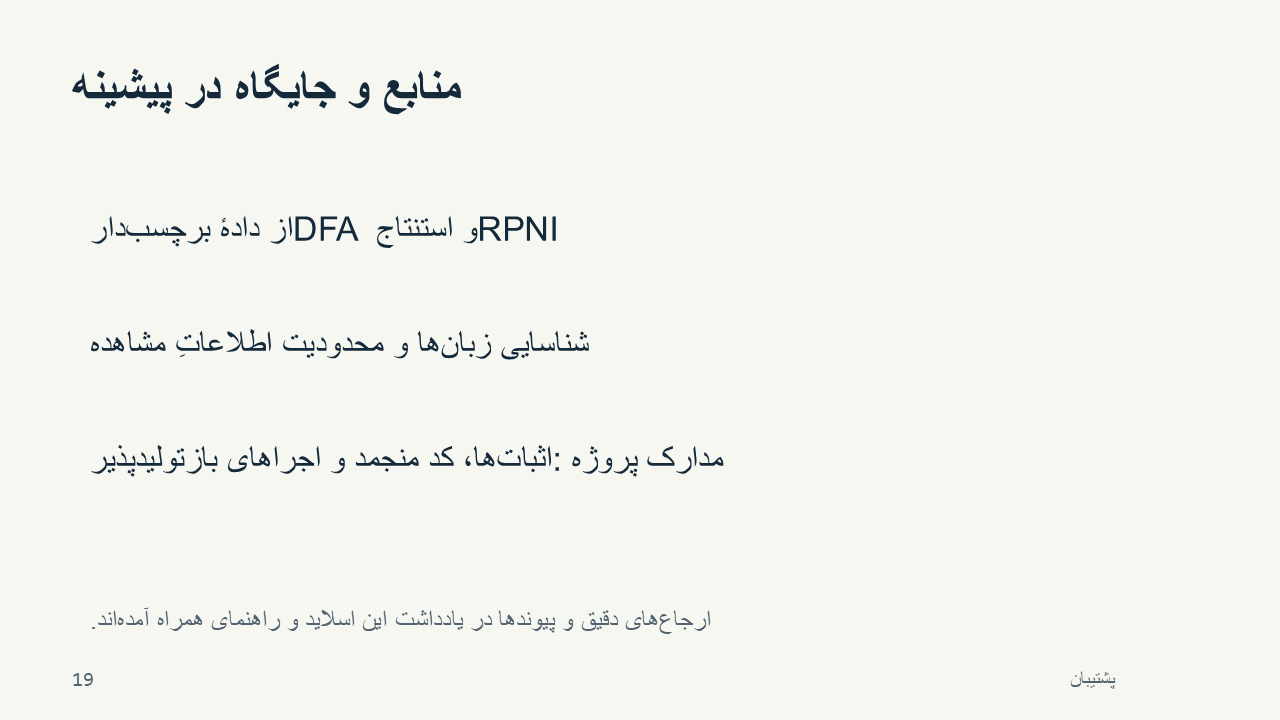 منابع و جایگاه در پیشینه
RPNI و استنتاج DFA از دادهٔ برچسب‌دار
شناسایی زبان‌ها و محدودیت اطلاعاتِ مشاهده
مدارک پروژه: اثبات‌ها، کد منجمد و اجراهای بازتولیدپذیر
ارجاع‌های دقیق و پیوندها در یادداشت این اسلاید و راهنمای همراه آمده‌اند.
پشتیبان
19